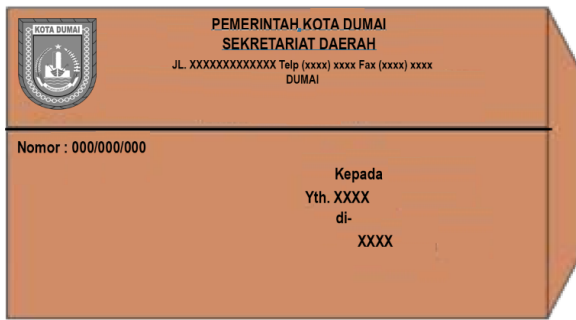 KOTA DUMAI
PEMERINTAH KOTA DUMAI
SEKRETARIAT DAERAH
JL. XXXXXXXXXXXXX Telp (xxxx) xxxx Fax (xxxx) xxxx
DUMAI
Nomor : 000/000/000
Kepada
Yth. XXXX
di-
XXXX